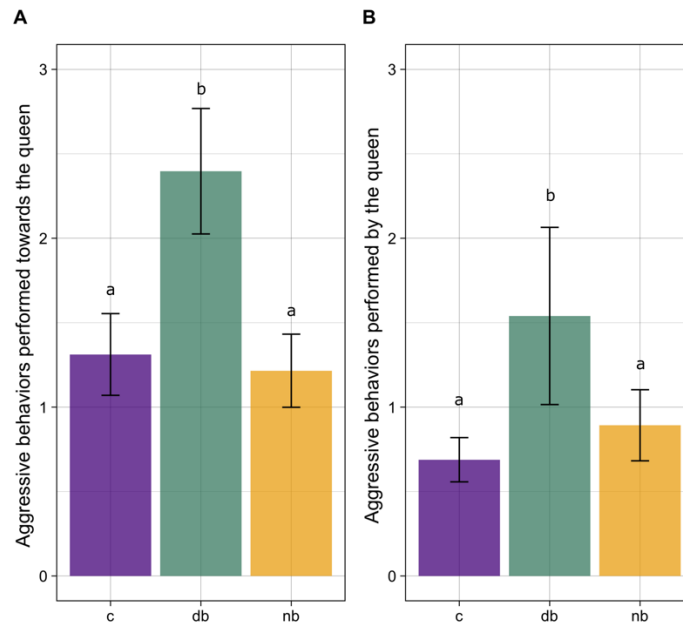 A
Aggressive behaviors performed towards the queen
3
2
1
0
a
b
a
c
db
nb
B
Aggressive behaviors performed by the queen
3
2
1
0
a
b
a
c
db
nb